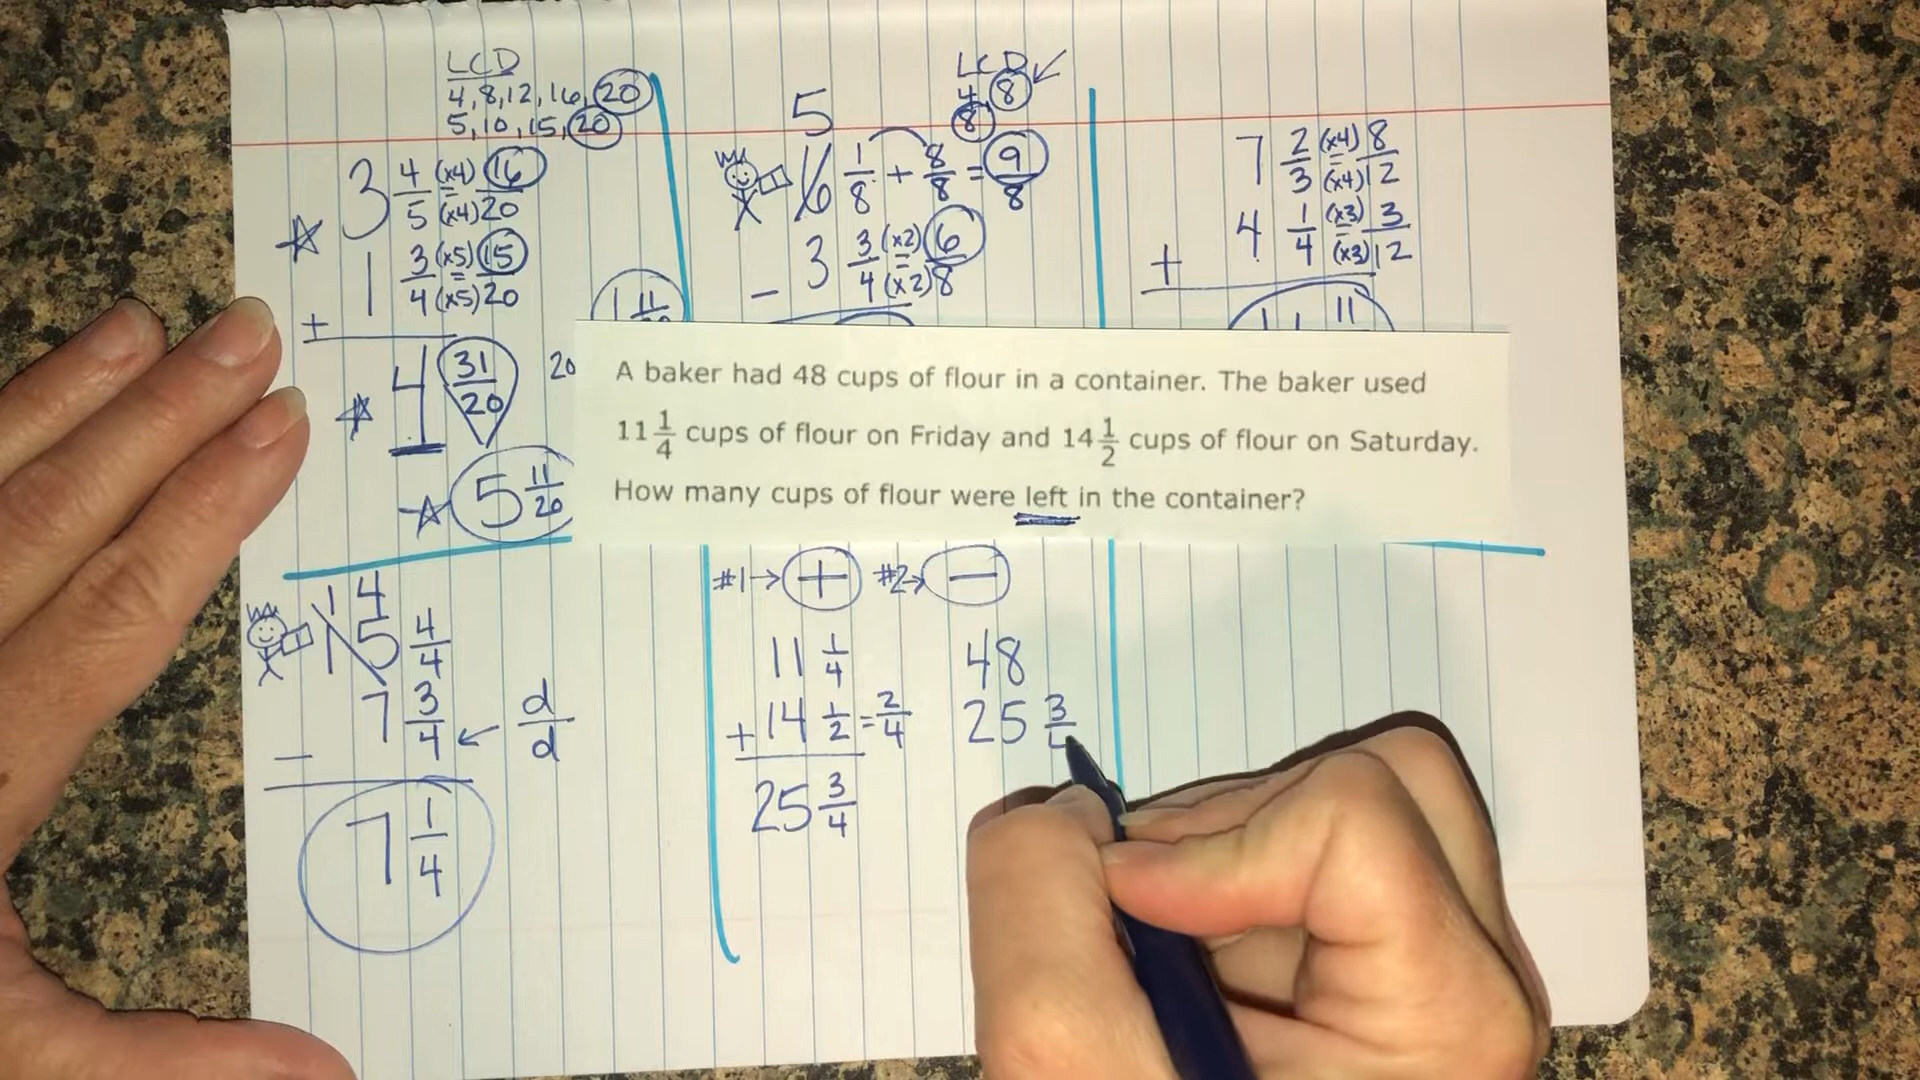 LCD
4, 8, 12, 16, 20
5, 10, 15, 20
3 4/5 (x4)/(x4) = 16/20
1 3/4 (x5)/(x5) = 15/20
+
4 31/20
20
5 11/20
1 11/20
LCD
4, 8
8
5
6 1/8 + 8/8 = 9/8
3 3/4 (x2)/(x2) = 6/8
−
7 2/3 (x4)/(x4) = 8/12
4 1/4 (x3)/(x3) = 3/12
+
11 11
A baker had 48 cups of flour in a container. The baker used
11 1/4 cups of flour on Friday and 14 1/2 cups of flour on Saturday.
How many cups of flour were left in the container?
14
15 4/4
7 3/4 ← d/d
−
7 1/4
#1→ + #2→ −
11 1/4
+ 14 1/2 = 2/4
25 3/4
48
25 3/4